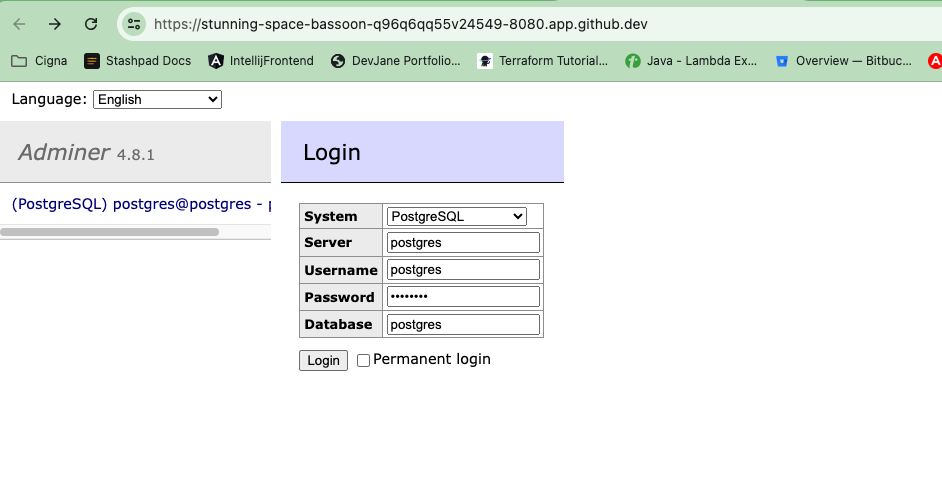 https://stunning-space-bassoon-q96q6qq55v24549-8080.app.github.dev
Cigna Stashpad Docs IntellijFrontend DevJane Portfolio... Terraform Tutorial... Java - Lambda Ex... Overview — Bitbuc...
Language: English
Adminer 4.8.1
Login
(PostgreSQL) postgres@postgres -
System PostgreSQL
Server postgres
Username postgres
Password ••••••••
Database postgres
Login Permanent login